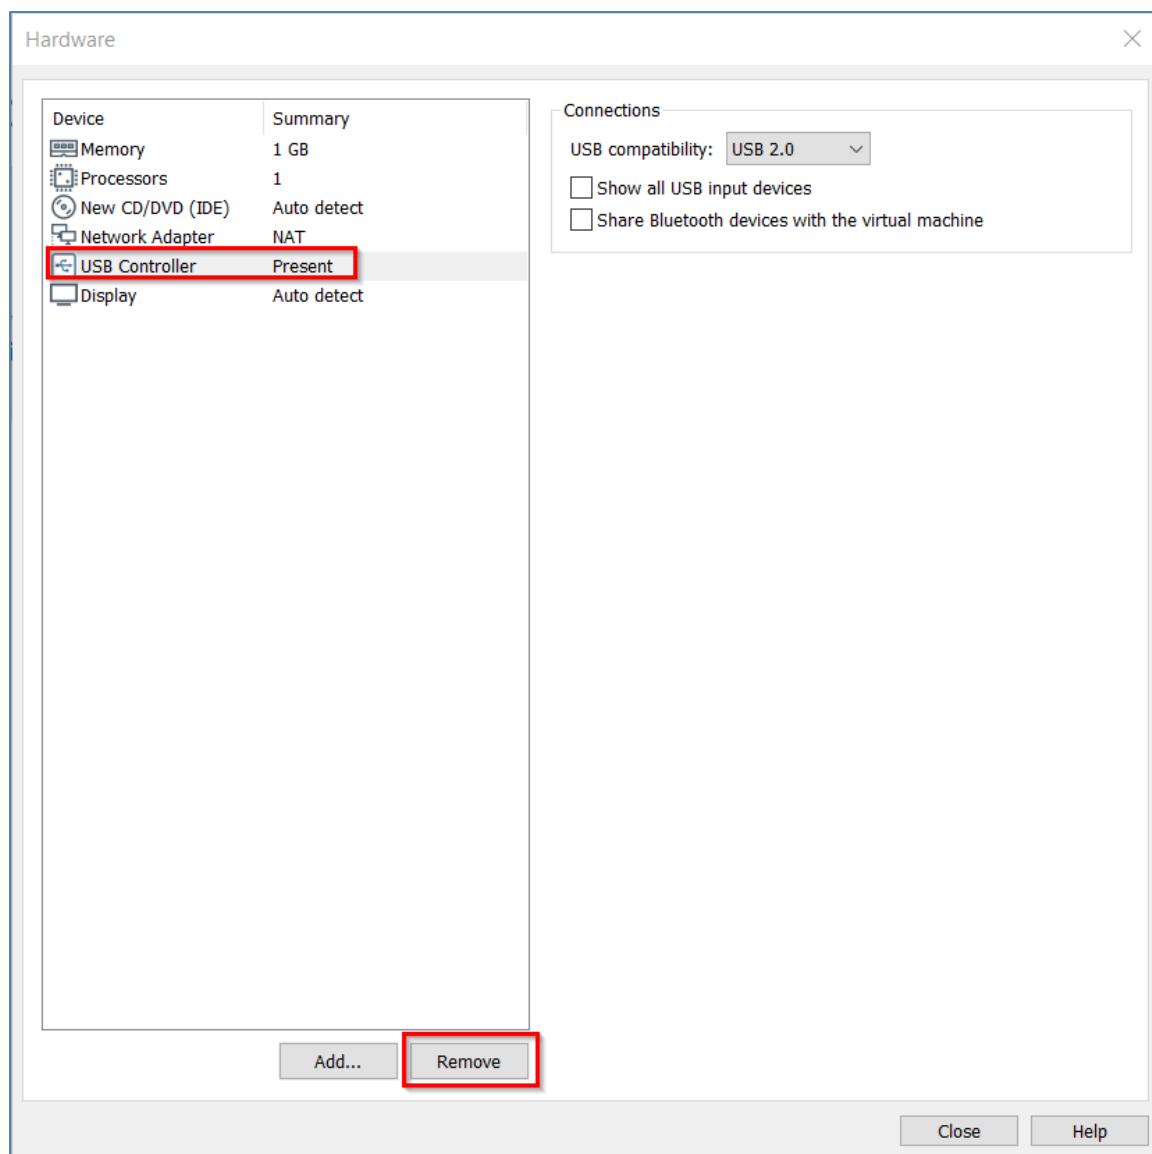 Hardware
Device Summary
Memory 1 GB
Processors 1
New CD/DVD (IDE) Auto detect
Network Adapter NAT
USB Controller Present
Display Auto detect
Connections
USB compatibility: USB 2.0
Show all USB input devices
Share Bluetooth devices with the virtual machine
Add... Remove
Close Help